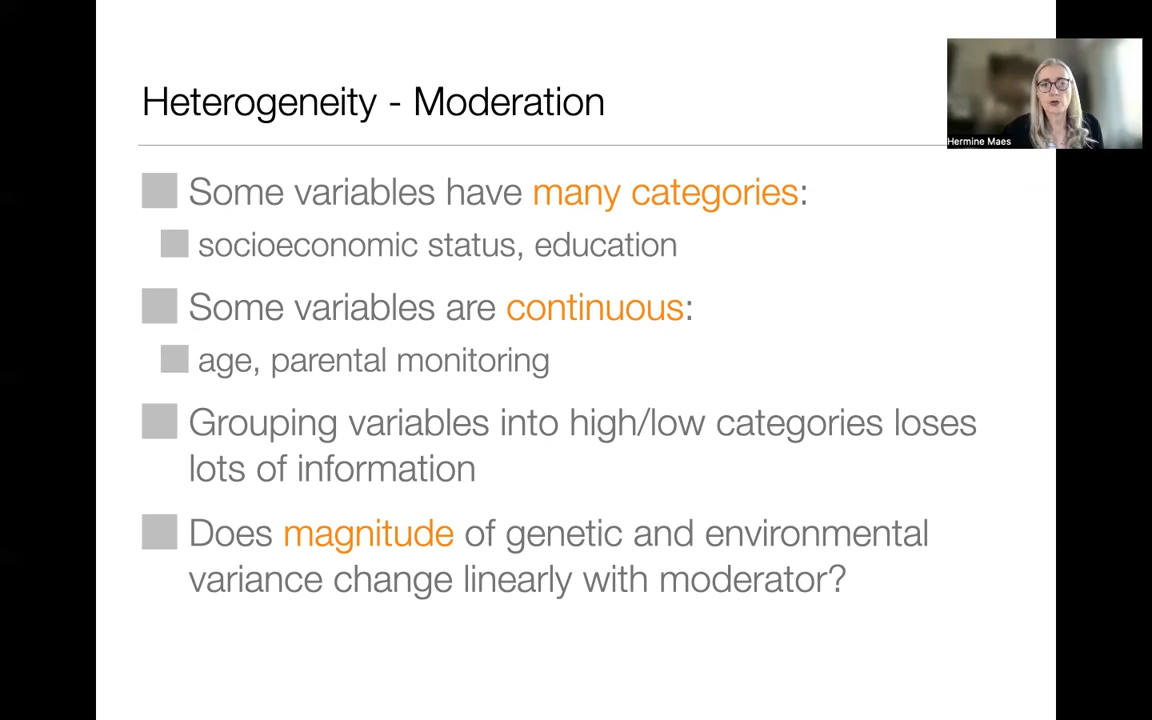 Heterogeneity - Moderation
Hermine Maes
Some variables have many categories:
socioeconomic status, education
Some variables are continuous:
age, parental monitoring
Grouping variables into high/low categories loses
lots of information
Does magnitude of genetic and environmental
variance change linearly with moderator?